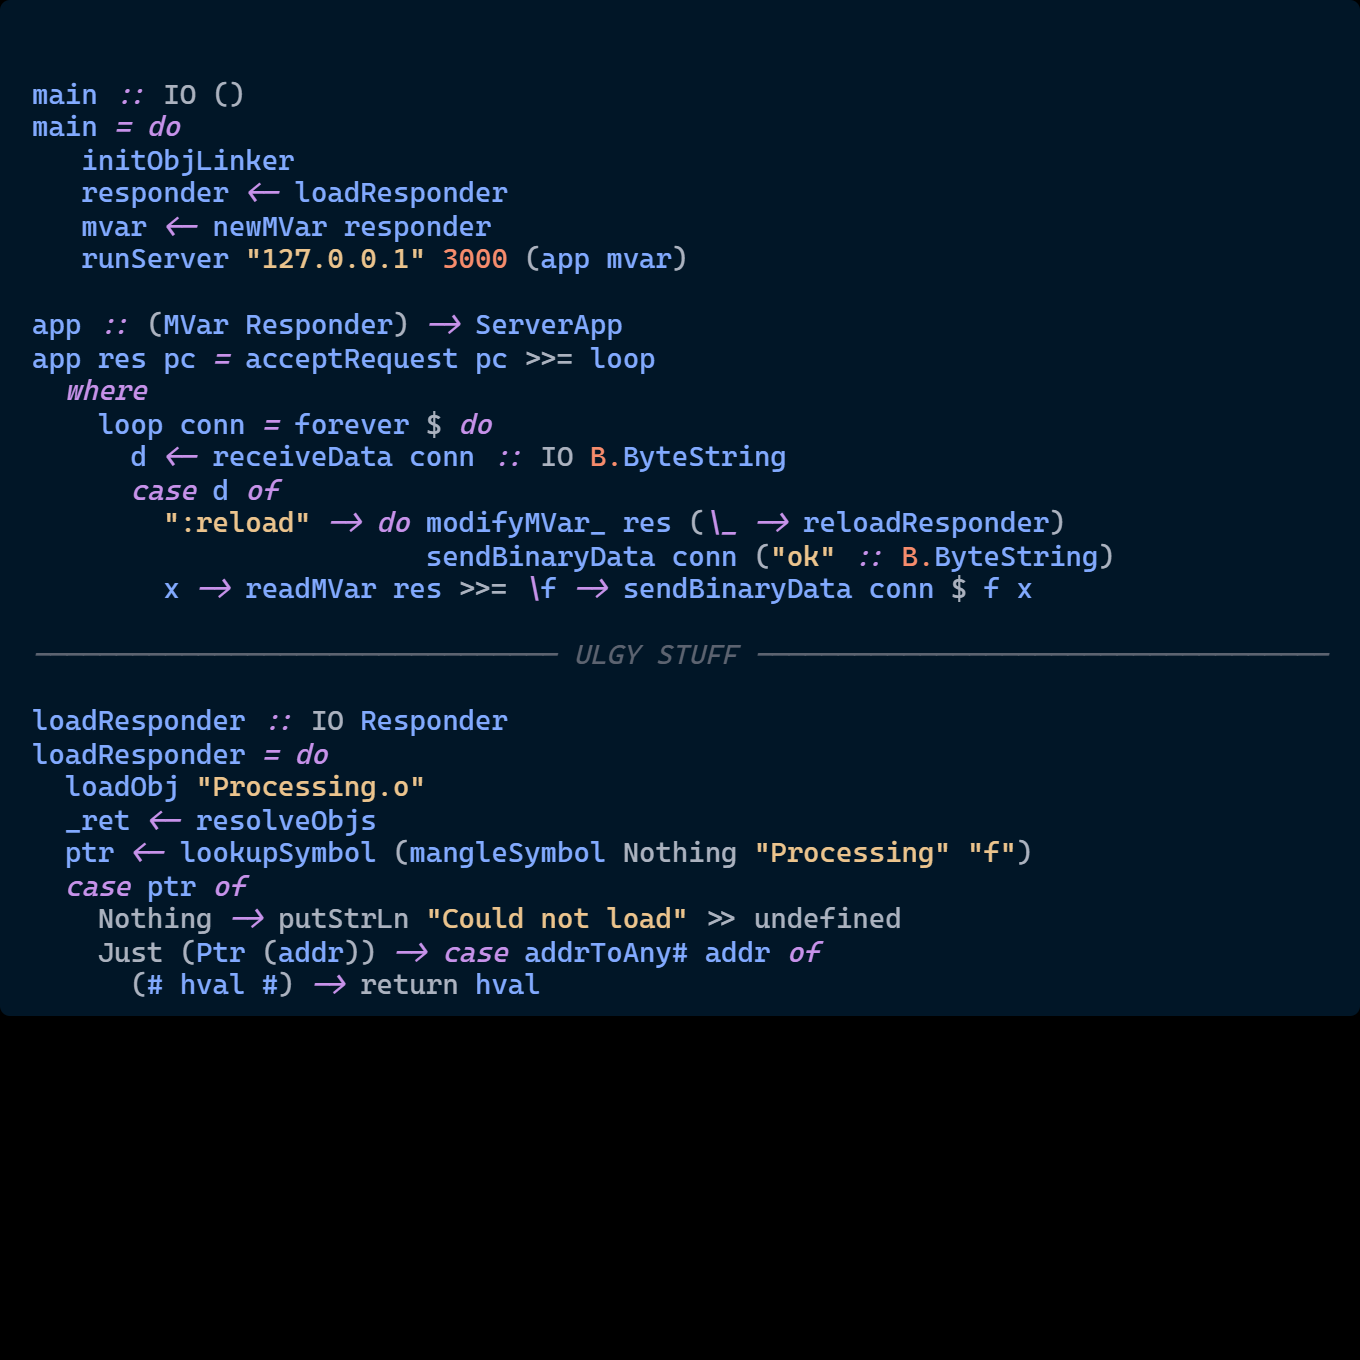 main :: IO ()
main = do
   initObjLinker
   responder <- loadResponder
   mvar <- newMVar responder
   runServer "127.0.0.1" 3000 (app mvar)

app :: (MVar Responder) -> ServerApp
app res pc = acceptRequest pc >>= loop
  where
    loop conn = forever $ do
      d <- receiveData conn :: IO B.ByteString
      case d of
        ":reload" -> do modifyMVar_ res (\_ -> reloadResponder)
                        sendBinaryData conn ("ok" :: B.ByteString)
        x -> readMVar res >>= \f -> sendBinaryData conn $ f x

-------------------------------- ULGY STUFF -----------------------------------

loadResponder :: IO Responder
loadResponder = do
  loadObj "Processing.o"
  _ret <- resolveObjs
  ptr <- lookupSymbol (mangleSymbol Nothing "Processing" "f")
  case ptr of
    Nothing -> putStrLn "Could not load" >> undefined
    Just (Ptr (addr)) -> case addrToAny# addr of
      (# hval #) -> return hval